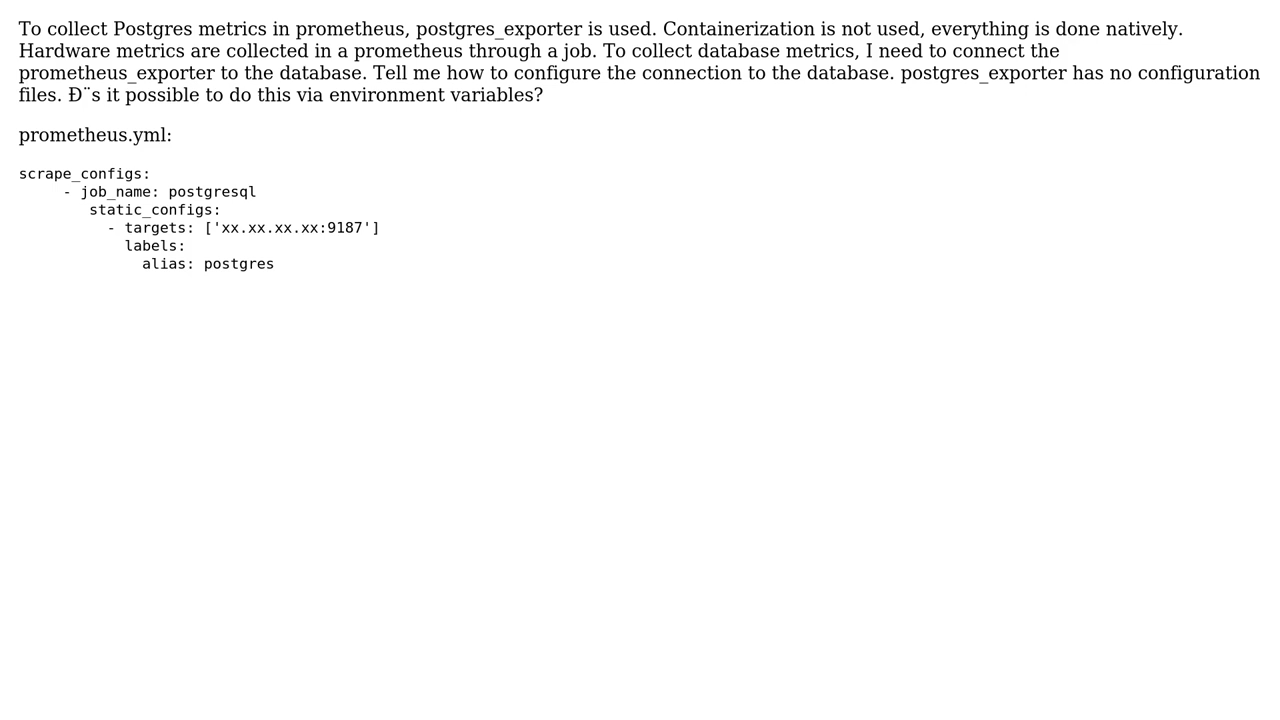 To collect Postgres metrics in prometheus, postgres_exporter is used. Containerization is not used, everything is done natively.
Hardware metrics are collected in a prometheus through a job. To collect database metrics, I need to connect the
prometheus_exporter to the database. Tell me how to configure the connection to the database. postgres_exporter has no configuration
files. Ð¨s it possible to do this via environment variables?
prometheus.yml:
scrape_configs:
     - job_name: postgresql
        static_configs:
          - targets: ['xx.xx.xx.xx:9187']
            labels:
              alias: postgres